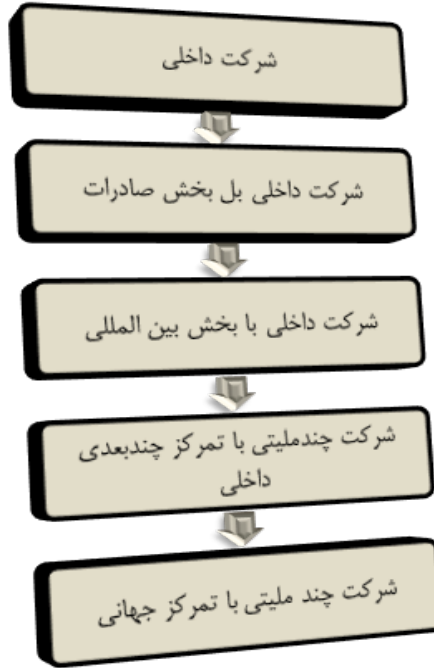 شرکت داخلی
شرکت داخلی بل بخش صادرات
شرکت داخلی با بخش بین المللی
شرکت چندملیتی با تمرکز چندبعدی
داخلی
شرکت چند ملیتی با تمرکز جهانی